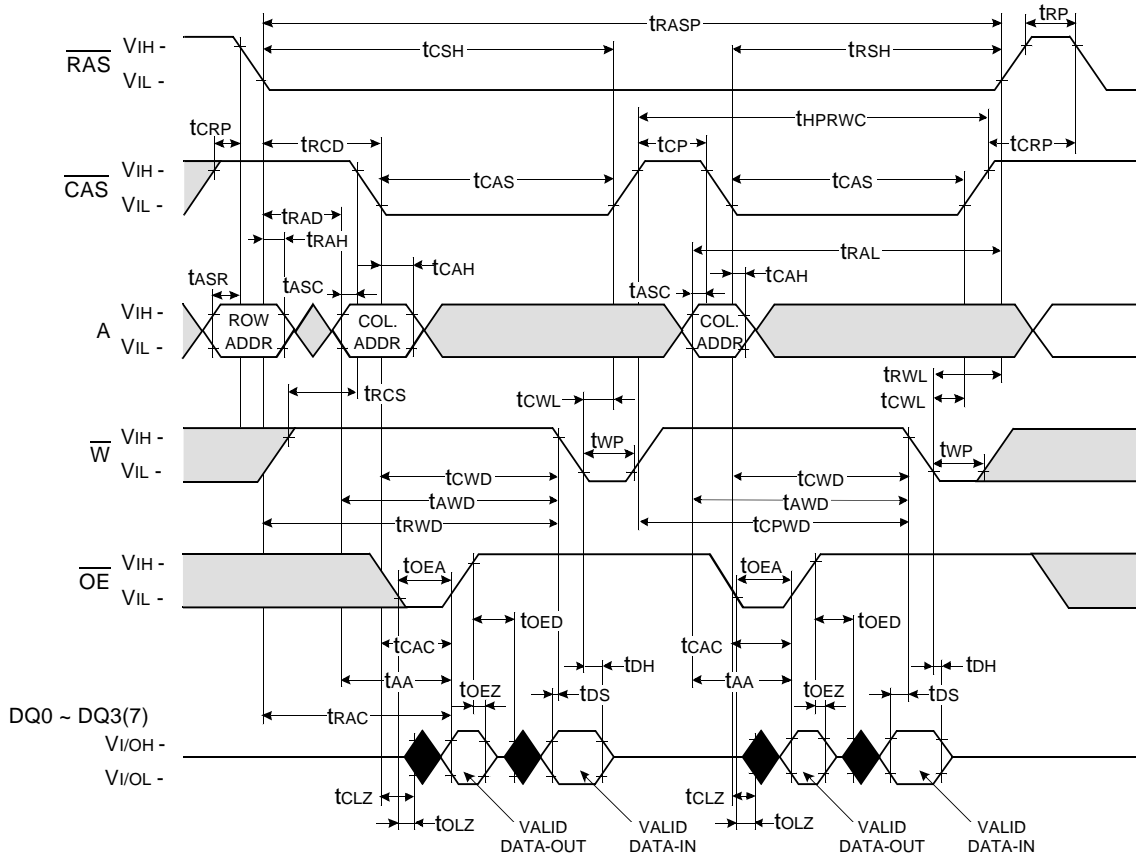 tRASP
tRP
tCSH
tRSH
RAS
VIH -
VIL -
tHPRWC
tCRP
tRCD
tCP
tCRP
CAS
VIH -
VIL -
tCAS
tCAS
tRAD
tRAH
tCAH
tRAL
tCAH
tASR
tASC
tASC
A
VIH -
VIL -
ROW
ADDR
COL.
ADDR
COL.
ADDR
tRCS
tCWL
tRWL
tCWL
W
VIH -
VIL -
tWP
tWP
tCWD
tCWD
tAWD
tAWD
tRWD
tCPWD
OE
VIH -
VIL -
tOEA
tOEA
tOED
tOED
tCAC
tCAC
tDH
tDH
tAA
tAA
tOEZ
tOEZ
tDS
tDS
tRAC
DQ0 ~ DQ3(7)
VI/OH -
VI/OL -
tCLZ
tCLZ
tOLZ
tOLZ
VALID
DATA-OUT
VALID
DATA-IN
VALID
DATA-OUT
VALID
DATA-IN